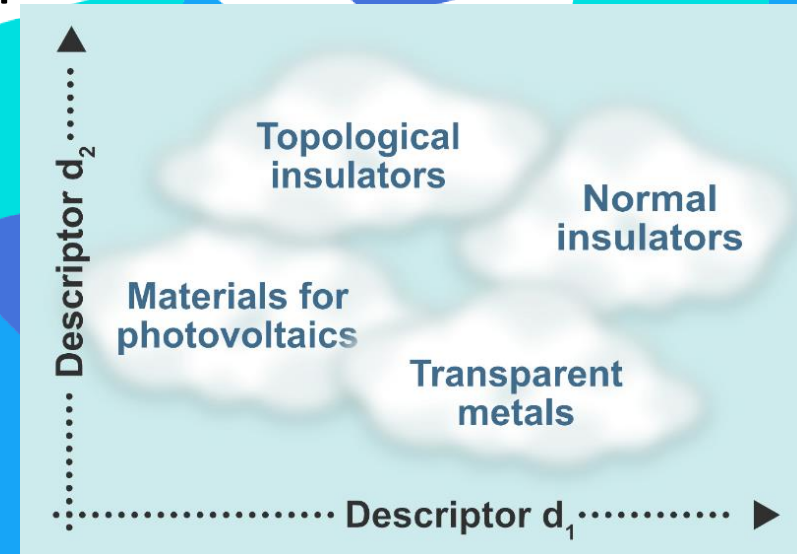 Topological
insulators
Normal
insulators
Materials for
photovoltaics
Transparent
metals
Descriptor d₂
Descriptor d₁